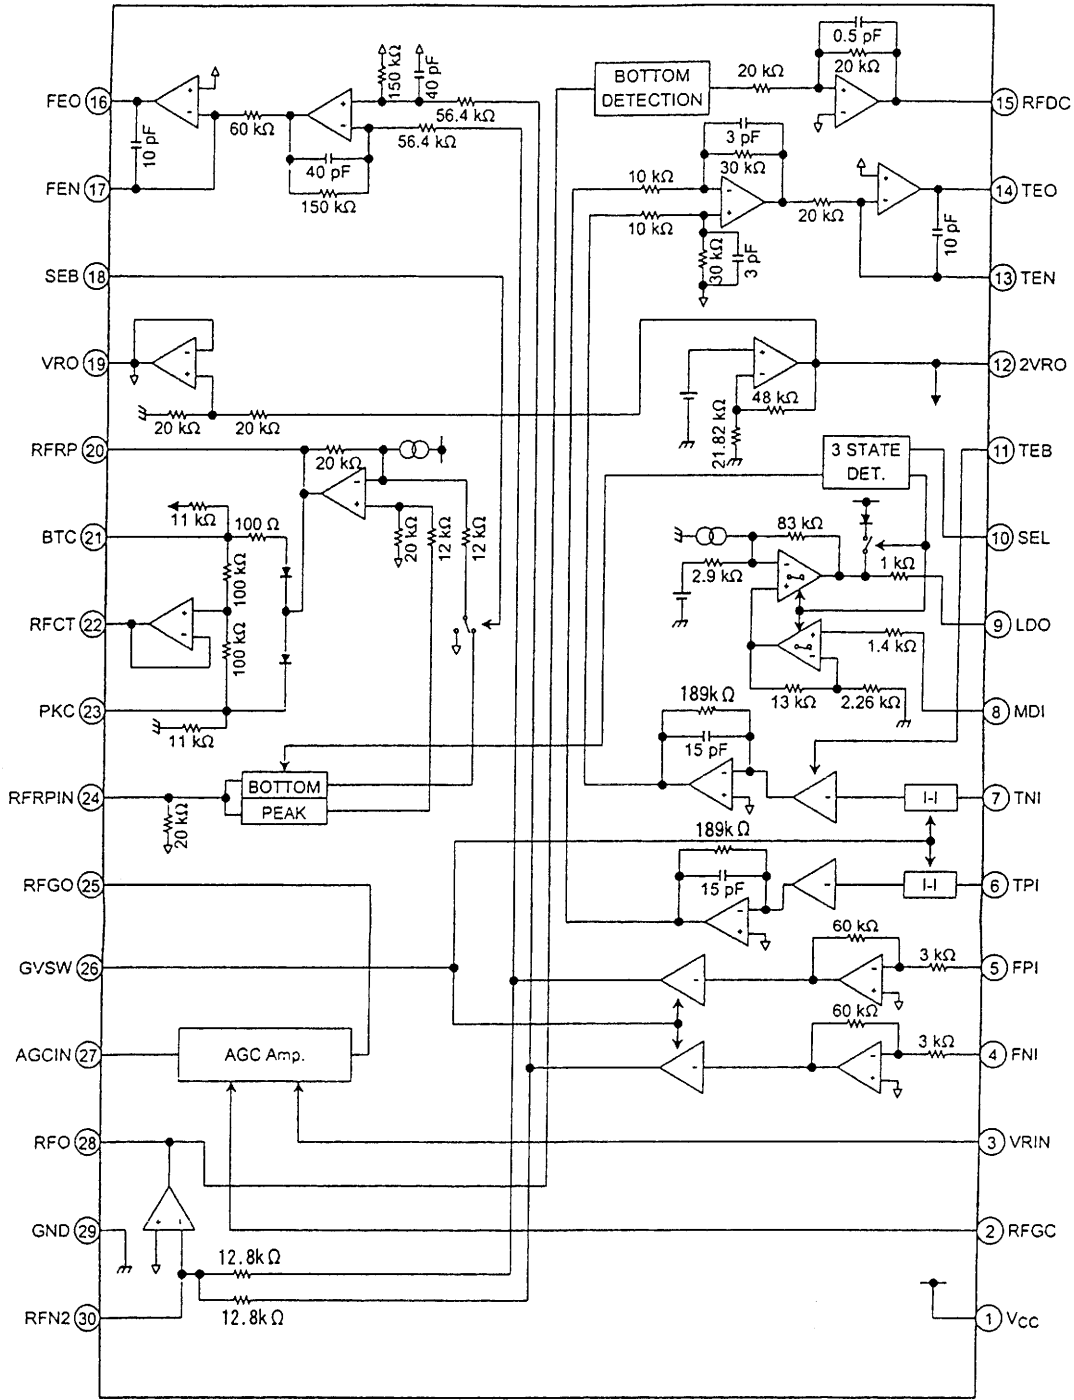 0.5 pF
20 kΩ
BOTTOM
DETECTION
20 kΩ
150 kΩ
40 pF
FEO 16
60 kΩ
56.4 kΩ
15 RFDC
10 pF
56.4 kΩ
3 pF
30 kΩ
40 pF
10 kΩ
FEN 17
150 kΩ
14 TEO
20 kΩ
10 kΩ
30 kΩ
3 pF
10 pF
SEB 18
13 TEN
VRO 19
12 2VRO
48 kΩ
20 kΩ
20 kΩ
21.82 kΩ
RFRP 20
20 kΩ
3 STATE
DET.
11 TEB
11 kΩ
100 Ω
83 kΩ
BTC 21
20 kΩ
12 kΩ
12 kΩ
10 SEL
2.9 kΩ
1 kΩ
100 kΩ
RFCT 22
9 LDO
100 kΩ
1.4 kΩ
189k Ω
13 kΩ
2.26 kΩ
PKC 23
8 MDI
11 kΩ
15 pF
BOTTOM
PEAK
RFRPIN 24
I-I
7 TNI
20 kΩ
189k Ω
RFGO 25
15 pF
I-I
6 TPI
60 kΩ
3 kΩ
GVSW 26
5 FPI
60 kΩ
3 kΩ
AGCIN 27
AGC Amp.
4 FNI
RFO 28
3 VRIN
GND 29
2 RFGC
12.8k Ω
RFN2 30
12.8k Ω
1 VCC